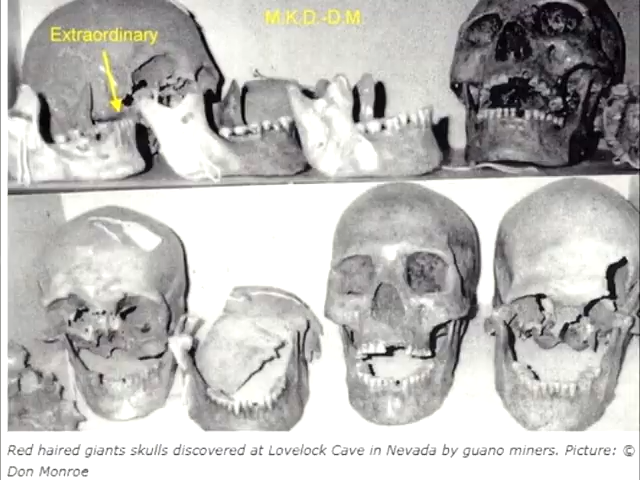 M.K.D.-D.M.
Extraordinary
Red haired giants skulls discovered at Lovelock Cave in Nevada by guano miners. Picture: ©
Don Monroe